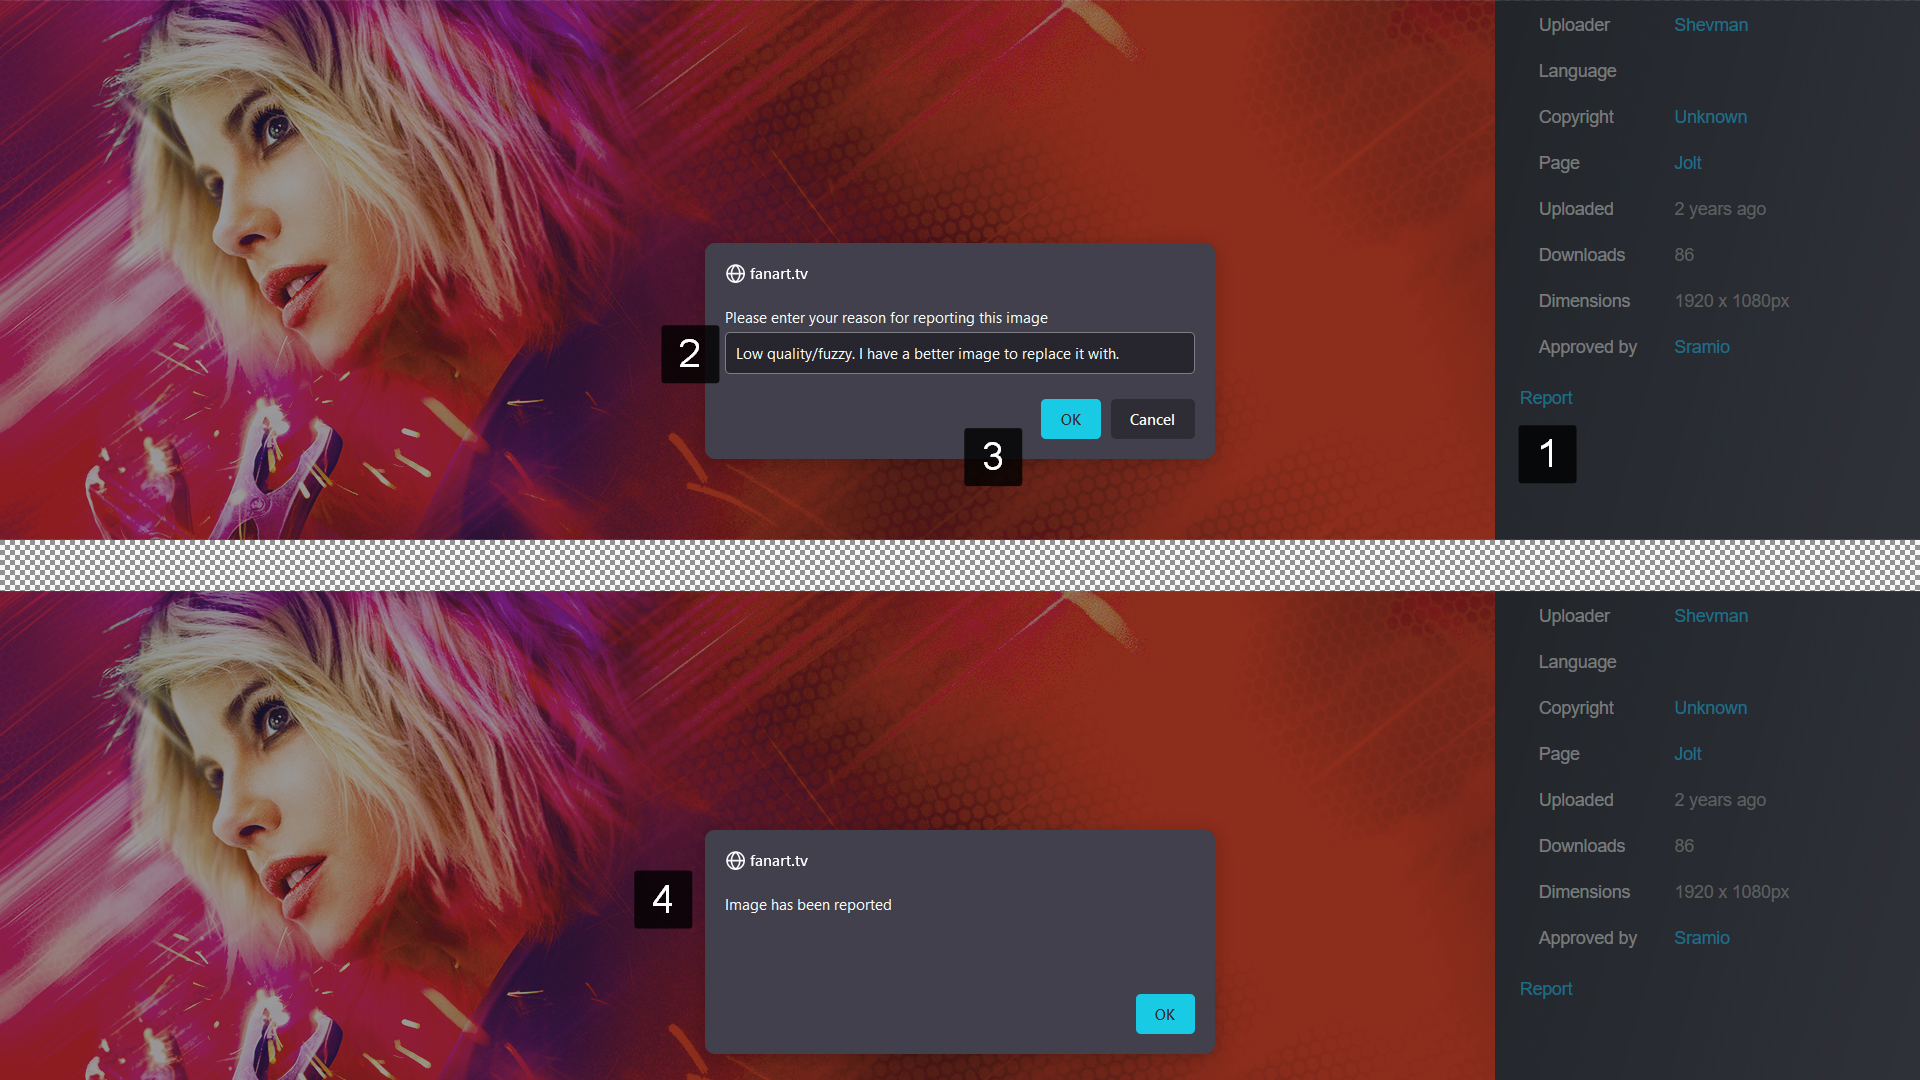 Uploader Shevman
Language
Copyright Unknown
Page Jolt
Uploaded 2 years ago
Downloads 86
Dimensions 1920 x 1080px
Approved by Sramio
Report
1
fanart.tv
Please enter your reason for reporting this image
2
Low quality/fuzzy. I have a better image to replace it with.
OK Cancel
3
Uploader Shevman
Language
Copyright Unknown
Page Jolt
Uploaded 2 years ago
Downloads 86
Dimensions 1920 x 1080px
Approved by Sramio
Report
fanart.tv
4
Image has been reported
OK